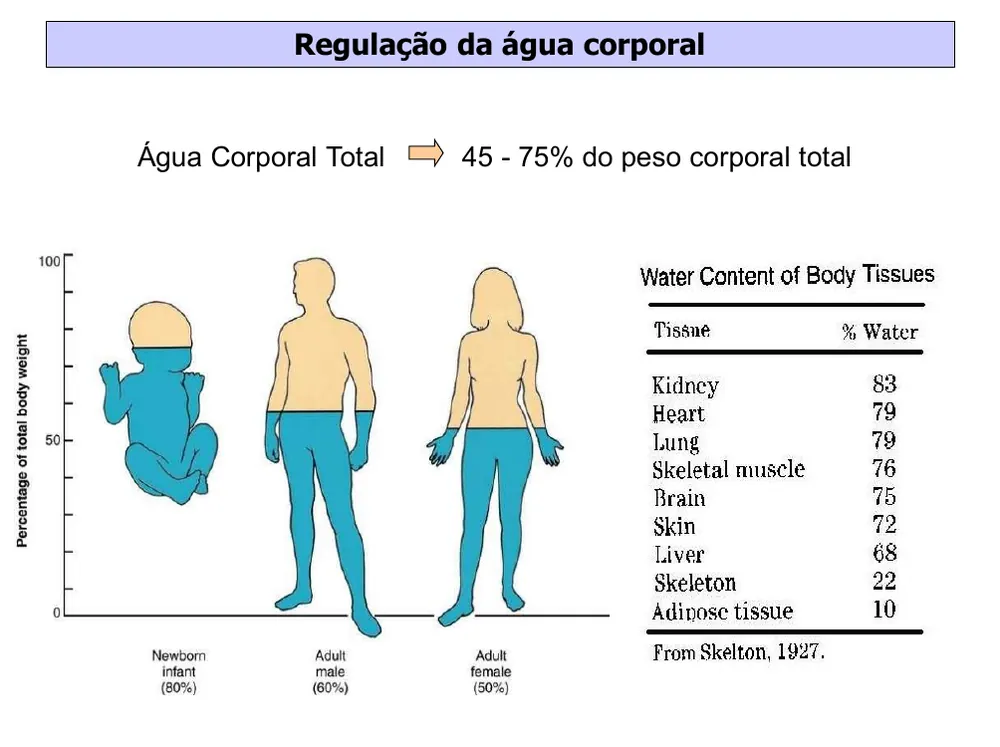 Regulação da água corporal
Água Corporal Total 45 - 75% do peso corporal total
100
50
0
Percentage of total body weight
Newborn
infant
(80%)
Adult
male
(60%)
Adult
female
(50%)
Water Content of Body Tissues
Tissue % Water
Kidney 83
Heart 79
Lung 79
Skeletal muscle 76
Brain 75
Skin 72
Liver 68
Skeleton 22
Adipose tissue 10
From Skelton, 1927.